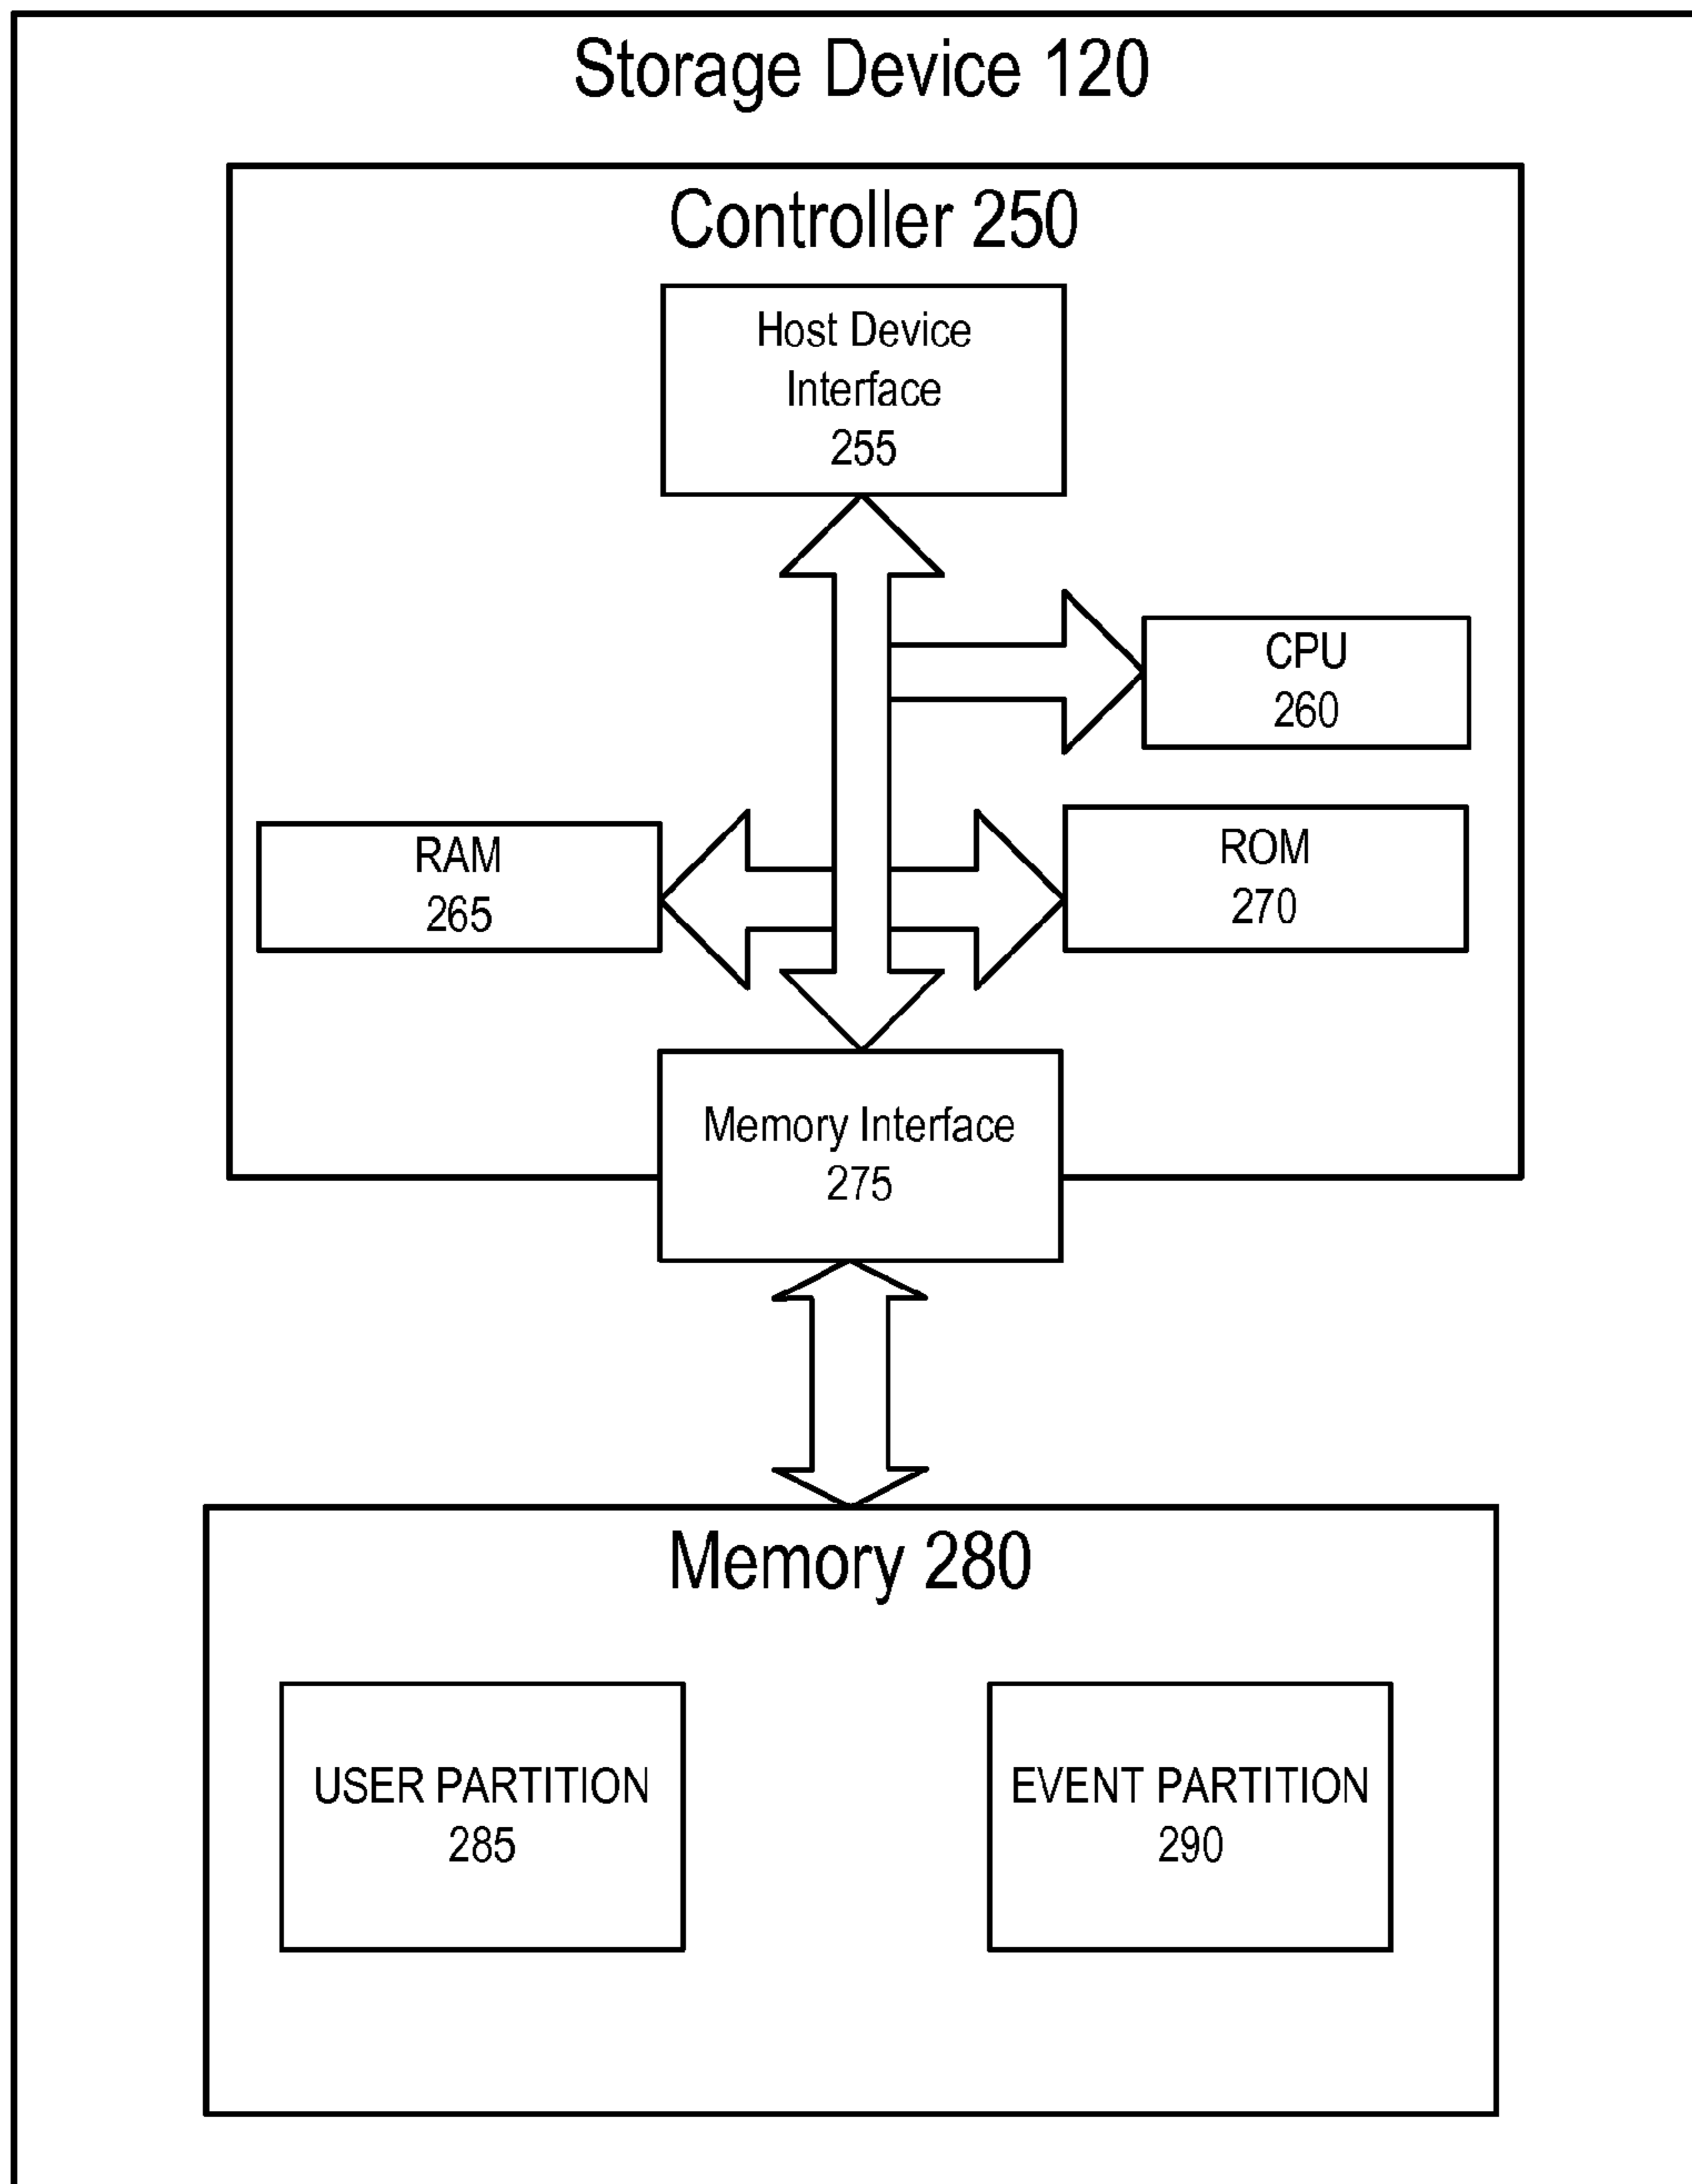 Storage Device 120
Controller 250
Host Device
Interface
255
CPU
260
RAM
265
ROM
270
Memory Interface
275
Memory 280
USER PARTITION
285
EVENT PARTITION
290